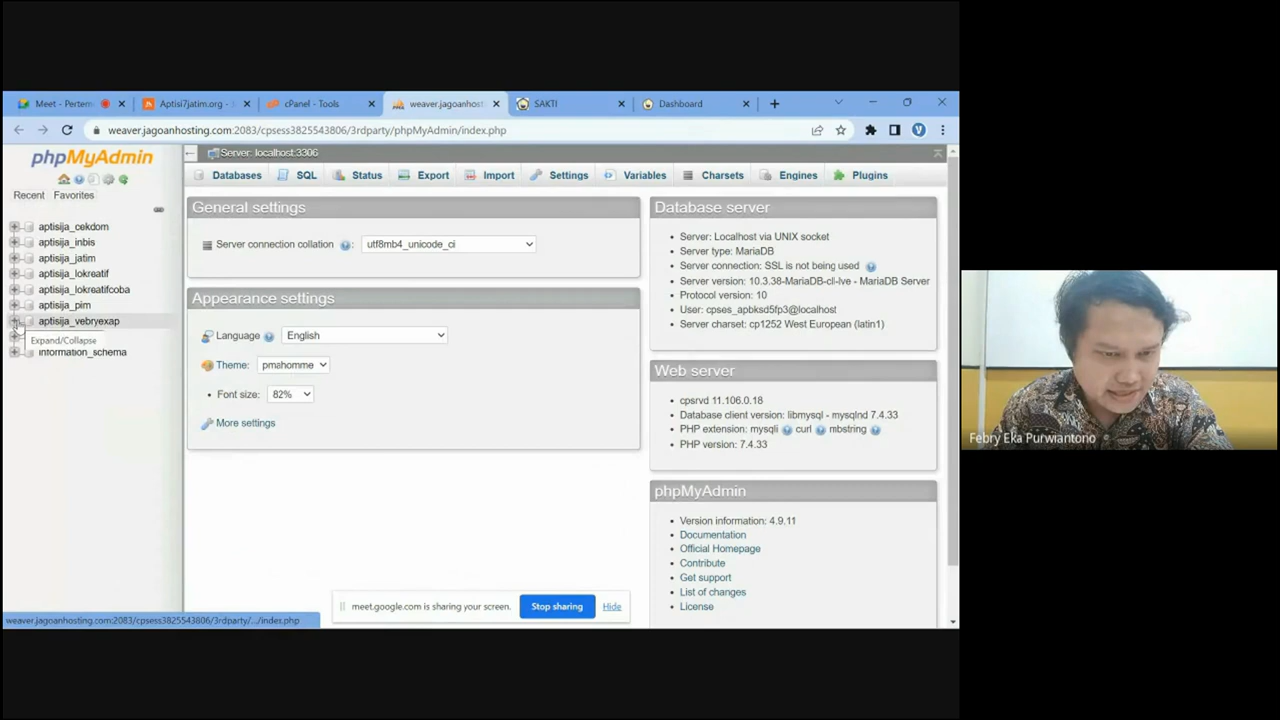 Meet - Pertem
Aptisi7jatim.org -
cPanel - Tools
weaver.jagoanhost
SAKTI
Dashboard
weaver.jagoanhosting.com:2083/cpsess3825543806/3rdparty/phpMyAdmin/index.php
phpMyAdmin
Recent
Favorites
aptisija_cekdom
aptisija_inbis
aptisija_jatim
aptisija_lokreatif
aptisija_lokreatifcoba
aptisija_pim
aptisija_vebryexap
Expand/Collapse
information_schema
Server: localhost:3306
Databases
SQL
Status
Export
Import
Settings
Variables
Charsets
Engines
Plugins
General settings
Server connection collation
:
utf8mb4_unicode_ci
Appearance settings
Language
English
Theme:
pmahomme
Font size:
82%
More settings
Database server
Server: Localhost via UNIX socket
Server type: MariaDB
Server connection: SSL is not being used
Server version: 10.3.38-MariaDB-cll-lve - MariaDB Server
Protocol version: 10
User: cpses_apbksd5fp3@localhost
Server charset: cp1252 West European (latin1)
Web server
cpsrvd 11.106.0.18
Database client version: libmysql - mysqlnd 7.4.33
PHP extension: mysqli curl mbstring
PHP version: 7.4.33
phpMyAdmin
Version information: 4.9.11
Documentation
Official Homepage
Contribute
Get support
List of changes
License
meet.google.com is sharing your screen.
Stop sharing
Hide
weaver.jagoanhosting.com:2083/cpsess3825543806/3rdparty/.../index.php
V
Febry Eka Purwiantono